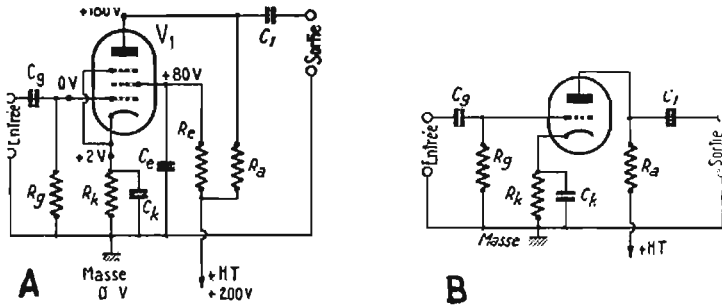 +100V
V1
C1
Sortie
Cg
0V
+80V
Entrée
+2V
Ce
Re
Ra
Rg
Rk
Ck
Masse
0 V
+HT
+200V
A
Cg
C1
Entrée
Sortie
Rg
Rk
Ck
Ra
Masse
+HT
B